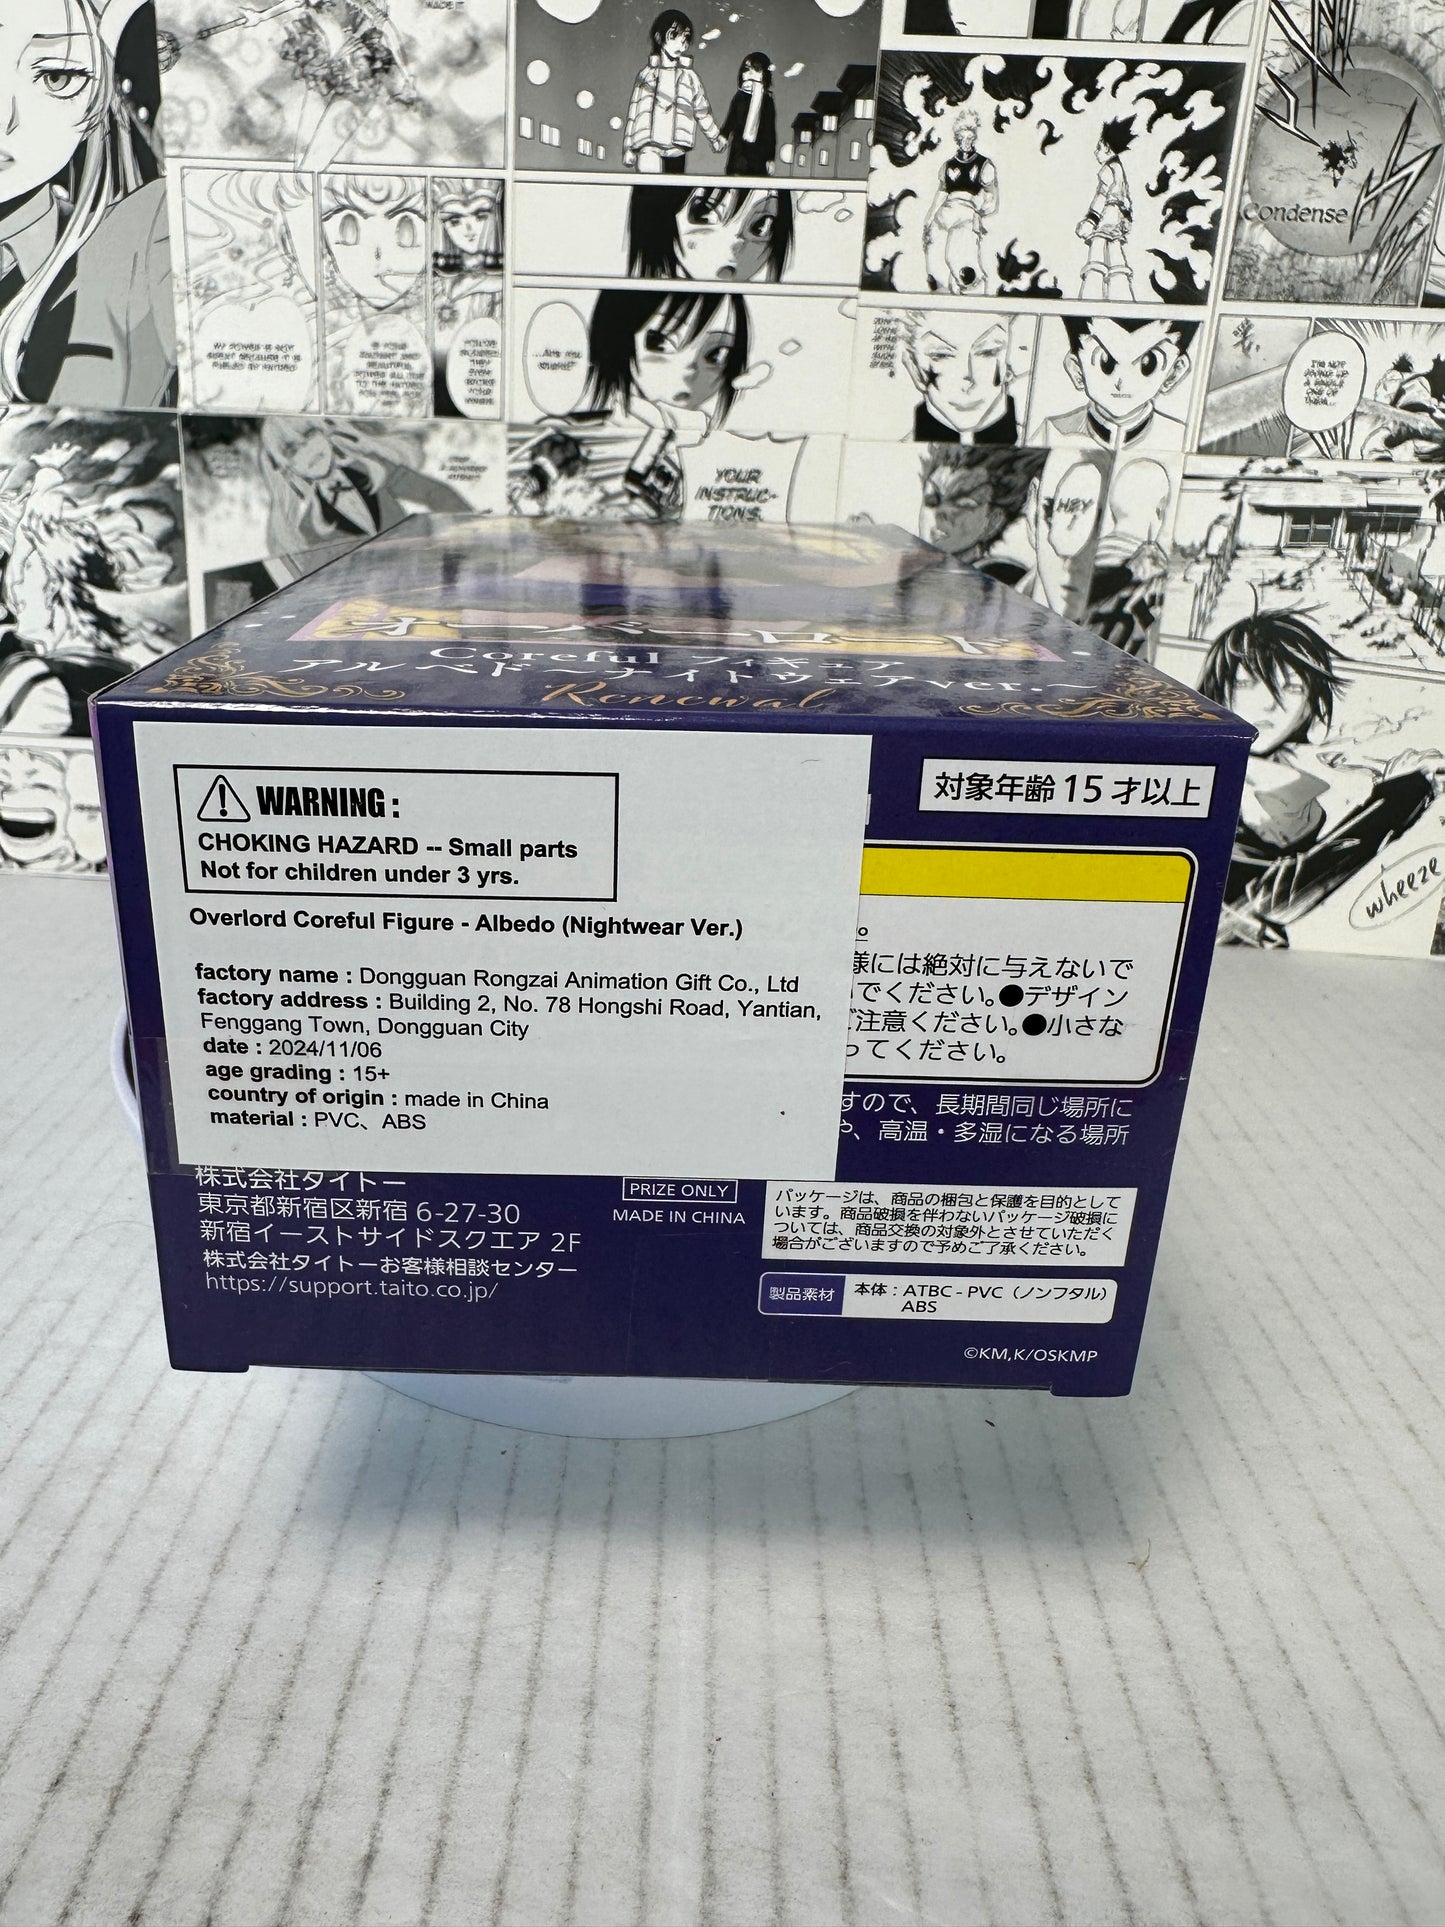 MADE IT
Condense
YOUR
INSTRUC-
TIONS.
HEY
I'M NOT
wheeze
オーバーロード
Coreful フィギュア
アルベド~ナイトウェアver.~
Renewal
WARNING :
CHOKING HAZARD -- Small parts
Not for children under 3 yrs.
Overlord Coreful Figure - Albedo (Nightwear Ver.)
factory name : Dongguan Rongzai Animation Gift Co., Ltd
factory address : Building 2, No. 78 Hongshi Road, Yantian,
Fenggang Town, Dongguan City
date : 2024/11/06
age grading : 15+
country of origin : made in China
material : PVC、ABS
対象年齢 15 才以上
様には絶対に与えないで
でください。●デザイン
ご注意ください。●小さな
ってください。
すので、長期間同じ場所に
や、高温・多湿になる場所
株式会社タイトー
東京都新宿区新宿 6-27-30
新宿イーストサイドスクエア 2F
株式会社タイトーお客様相談センター
https://support.taito.co.jp/
PRIZE ONLY
MADE IN CHINA
パッケージは、商品の梱包と保護を目的として
います。商品破損を伴わないパッケージ破損に
ついては、商品交換の対象外とさせていただく
場合がございますので予めご了承ください。
製品素材
本体：ATBC - PVC（ノンフタル）
ABS
©KM,K/OSKMP